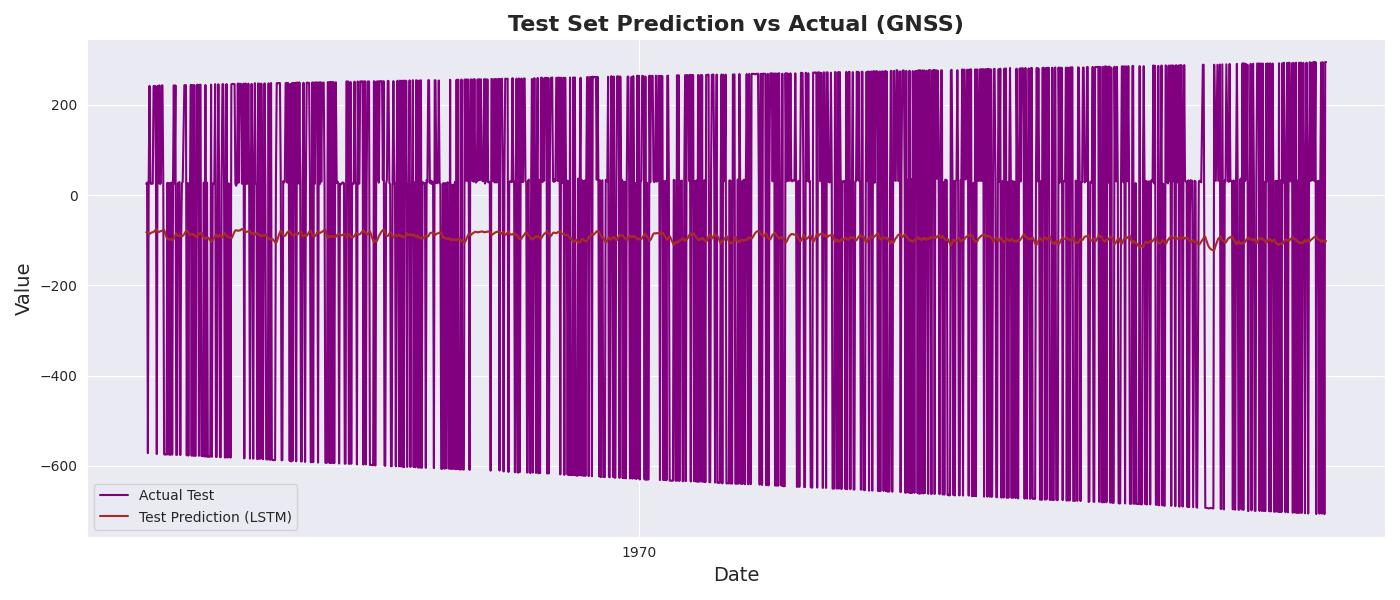 Test Set Prediction vs Actual (GNSS)
Value
200
0
−200
−400
−600
Actual Test
Test Prediction (LSTM)
1970
Date